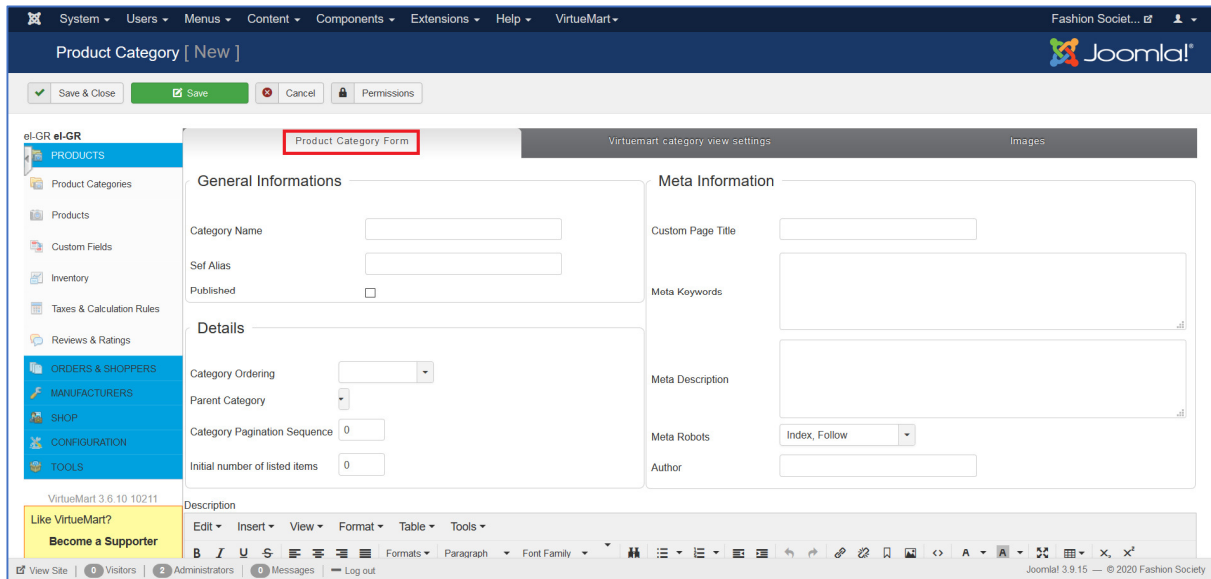 System Users Menus Content Components Extensions Help VirtueMart Fashion Societ...
Product Category [ New ] Joomla!®
Save & Close Save Cancel Permissions
el-GR el-GR
Product Category Form Virtuemart category view settings Images
PRODUCTS
Product Categories
Products
Custom Fields
Inventory
Taxes & Calculation Rules
Reviews & Ratings
ORDERS & SHOPPERS
MANUFACTURERS
SHOP
CONFIGURATION
TOOLS
VirtueMart 3.6.10 10211
Like VirtueMart?
Become a Supporter
General Informations
Category Name
Sef Alias
Published
Details
Category Ordering
Parent Category
Category Pagination Sequence 0
Initial number of listed items 0
Meta Information
Custom Page Title
Meta Keywords
Meta Description
Meta Robots Index, Follow
Author
Description
Edit Insert View Format Table Tools
B I U S Formats Paragraph Font Family A A X, X²
View Site 0 Visitors 2 Administrators 0 Messages Log out Joomla! 3.9.15 — © 2020 Fashion Society